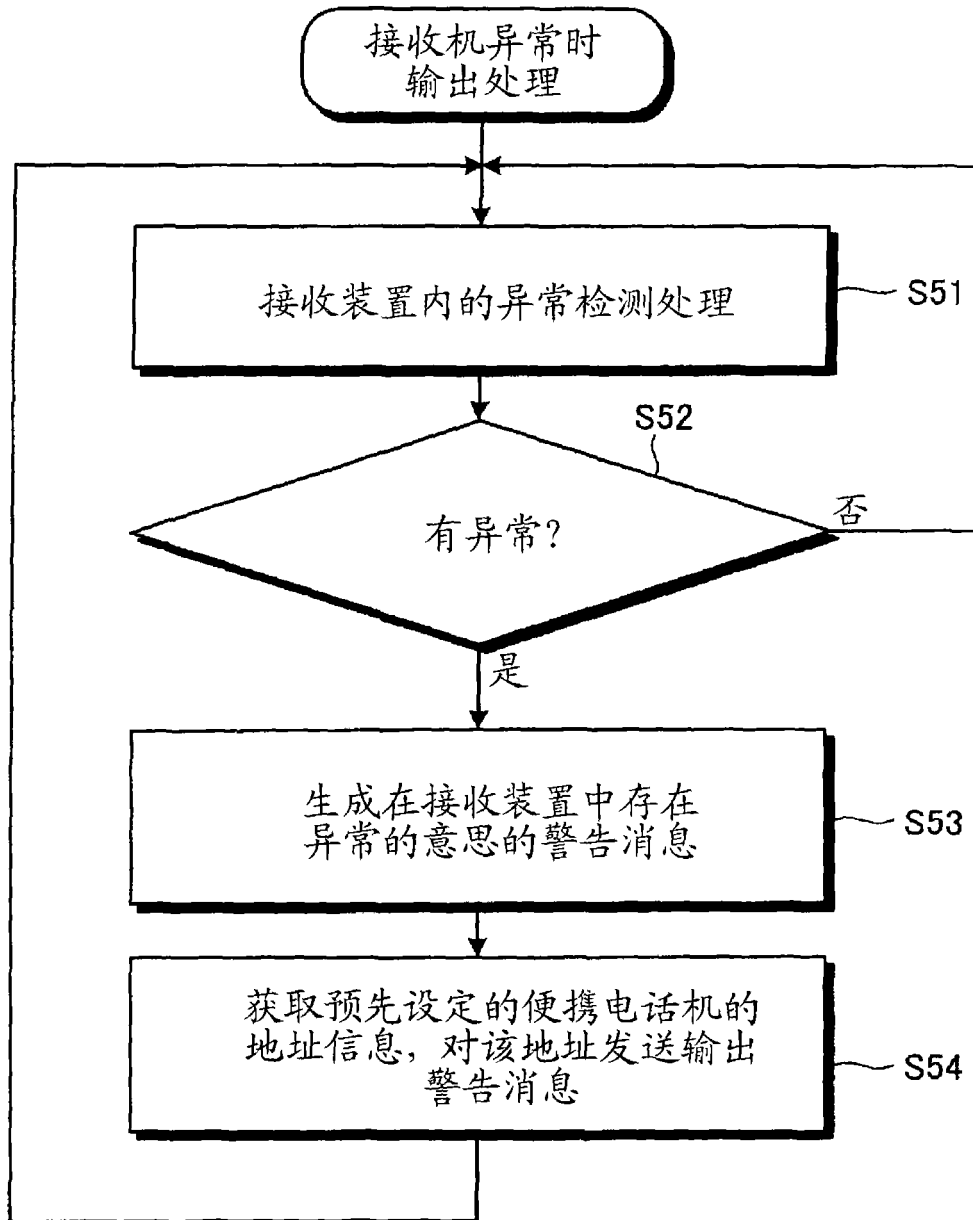 接收机异常时
输出处理
接收装置内的异常检测处理
S51
S52
有异常?
否
是
生成在接收装置中存在
异常的意思的警告消息
S53
获取预先设定的便携电话机的
地址信息，对该地址发送输出
警告消息
S54